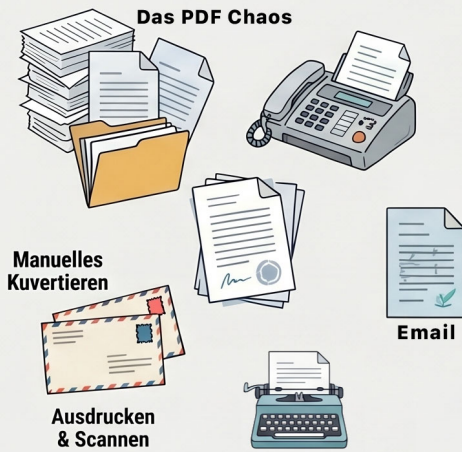 Das PDF Chaos
Manuelles
Kuvertieren
Email
Ausdrucken
& Scannen